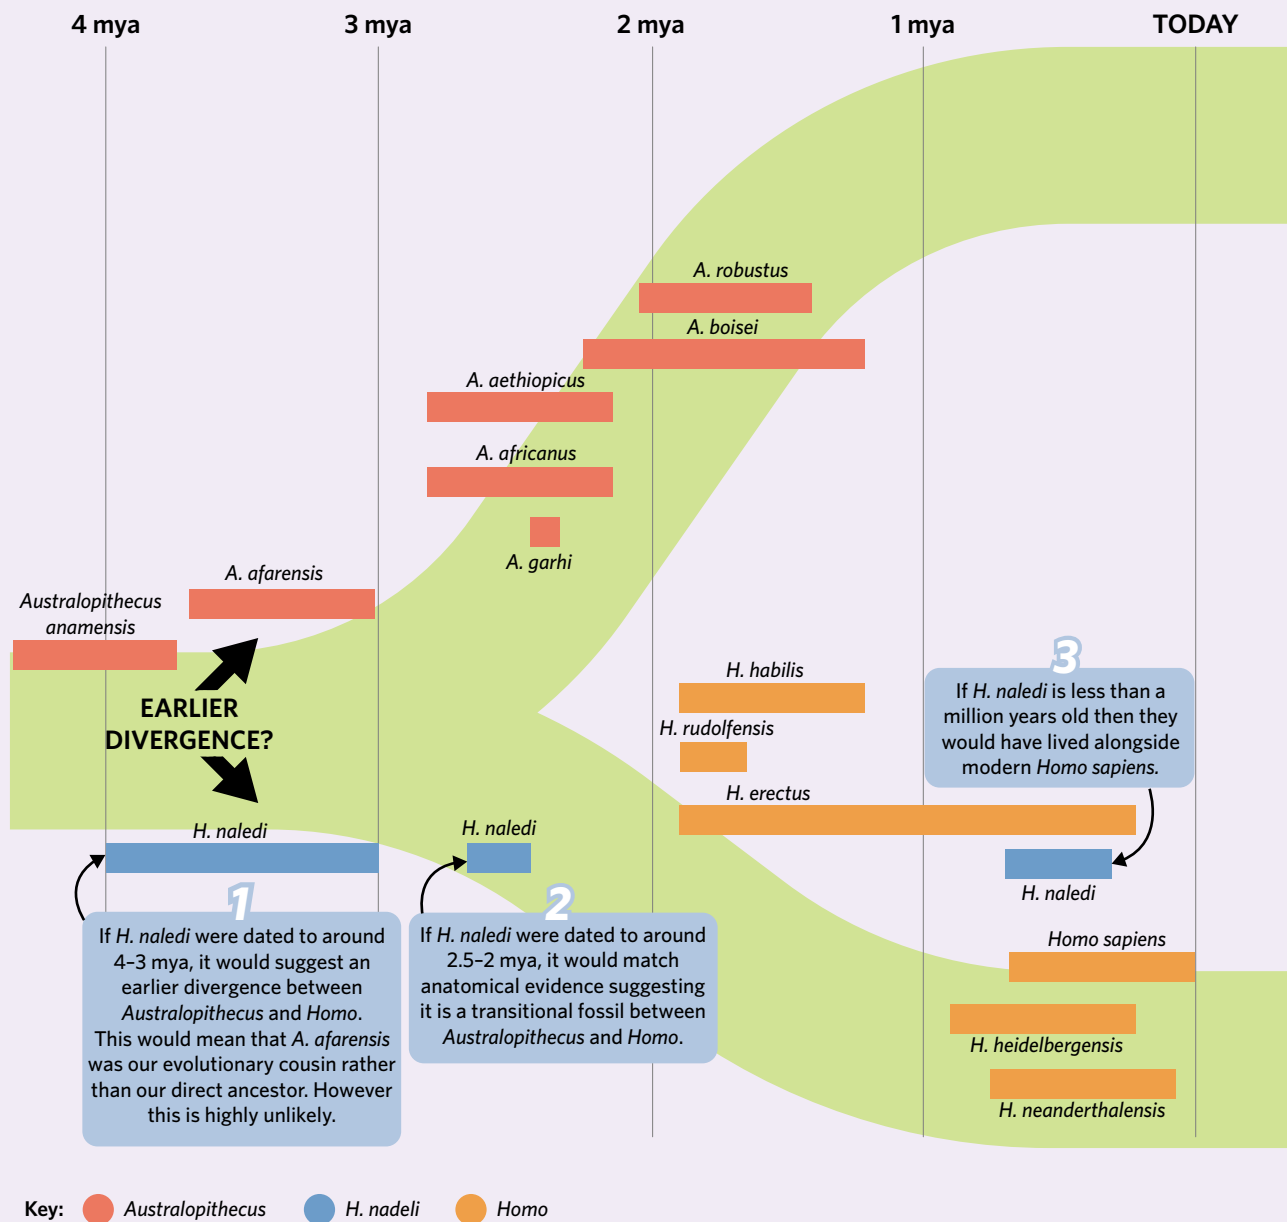 4 mya
3 mya
2 mya
1 mya
TODAY
A. robustus
A. boisei
A. aethiopicus
A. africanus
A. garhi
A. afarensis
Australopithecus
anamensis
EARLIER
DIVERGENCE?
H. habilis
H. rudolfensis
H. erectus
3
If H. naledi is less than a
million years old then they
would have lived alongside
modern Homo sapiens.
H. naledi
H. naledi
H. naledi
1
If H. naledi were dated to around
4–3 mya, it would suggest an
earlier divergence between
Australopithecus and Homo.
This would mean that A. afarensis
was our evolutionary cousin rather
than our direct ancestor. However
this is highly unlikely.
2
If H. naledi were dated to around
2.5–2 mya, it would match
anatomical evidence suggesting
it is a transitional fossil between
Australopithecus and Homo.
Homo sapiens
H. heidelbergensis
H. neanderthalensis
Key: Australopithecus H. nadeli Homo